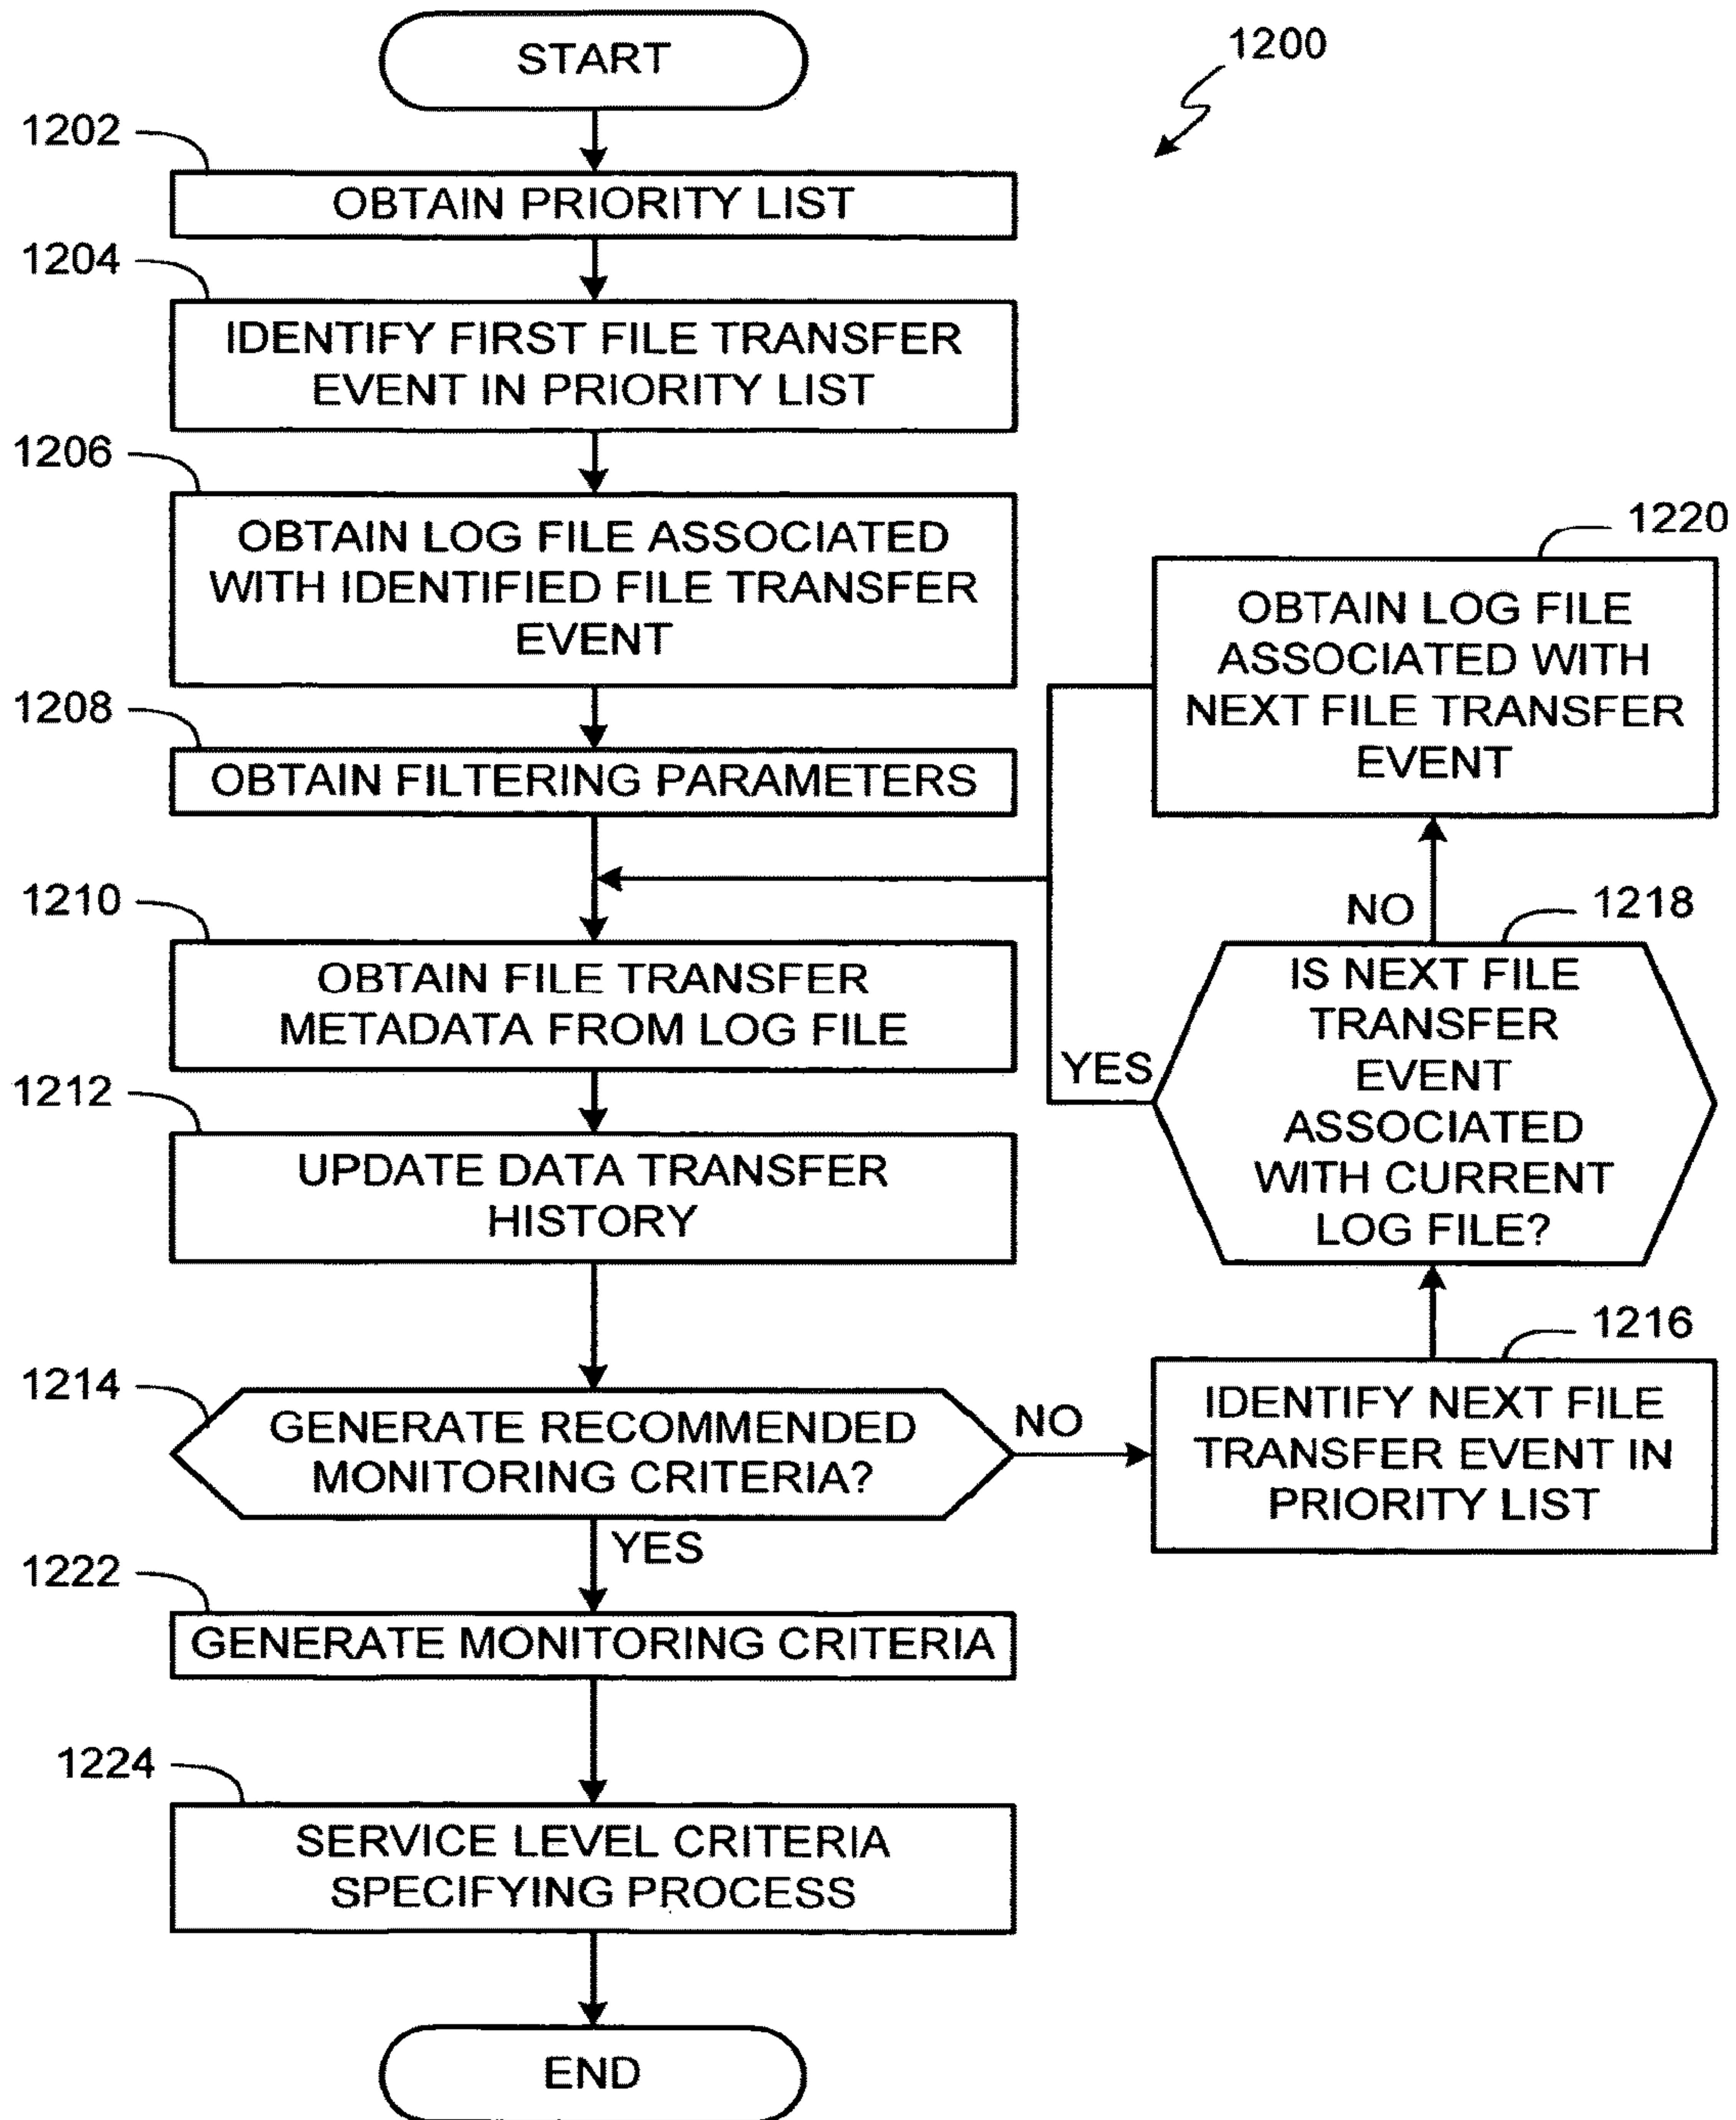 START
1200
1202
OBTAIN PRIORITY LIST
1204
IDENTIFY FIRST FILE TRANSFER
EVENT IN PRIORITY LIST
1206
OBTAIN LOG FILE ASSOCIATED
WITH IDENTIFIED FILE TRANSFER
EVENT
1208
OBTAIN FILTERING PARAMETERS
1210
OBTAIN FILE TRANSFER
METADATA FROM LOG FILE
1212
UPDATE DATA TRANSFER
HISTORY
1214
GENERATE RECOMMENDED
MONITORING CRITERIA?
NO
YES
1216
IDENTIFY NEXT FILE
TRANSFER EVENT IN
PRIORITY LIST
1218
IS NEXT FILE
TRANSFER
EVENT
ASSOCIATED
WITH CURRENT
LOG FILE?
YES
NO
1220
OBTAIN LOG FILE
ASSOCIATED WITH
NEXT FILE TRANSFER
EVENT
1222
GENERATE MONITORING CRITERIA
1224
SERVICE LEVEL CRITERIA
SPECIFYING PROCESS
END